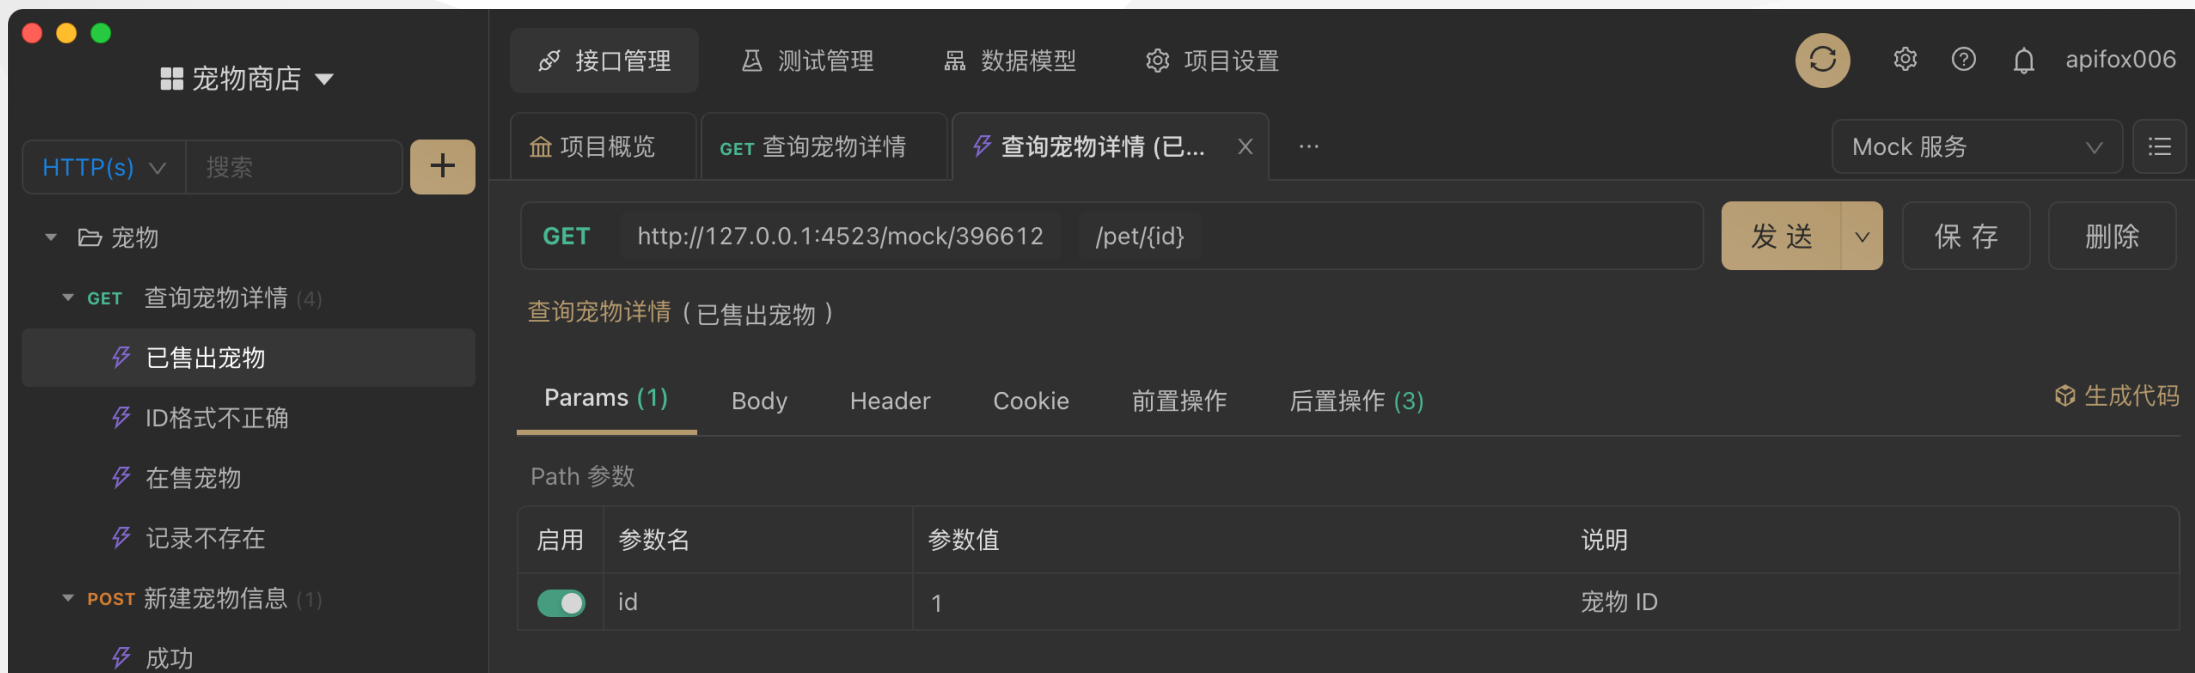 宠物商店
HTTP(s)
搜索
+
宠物
GET 查询宠物详情 (4)
已售出宠物
ID格式不正确
在售宠物
记录不存在
POST 新建宠物信息 (1)
成功
接口管理 测试管理 数据模型 项目设置
apifox006
项目概览 GET 查询宠物详情 查询宠物详情 (已... X ...
Mock 服务
GET http://127.0.0.1:4523/mock/396612 /pet/{id}
发送 保存 删除
查询宠物详情 ( 已售出宠物 )
Params (1) Body Header Cookie 前置操作 后置操作 (3)
生成代码
Path 参数
启用 参数名 参数值 说明
id 1 宠物 ID